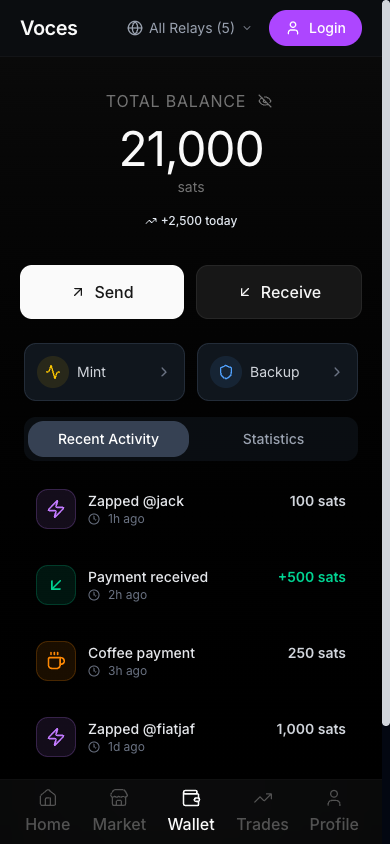 Voces
All Relays (5)
Login
TOTAL BALANCE
21,000
sats
+2,500 today
Send
Receive
Mint
Backup
Recent Activity
Statistics
Zapped @jack
100 sats
1h ago
Payment received
+500 sats
2h ago
Coffee payment
250 sats
3h ago
Zapped @fiatjaf
1,000 sats
1d ago
Home
Market
Wallet
Trades
Profile